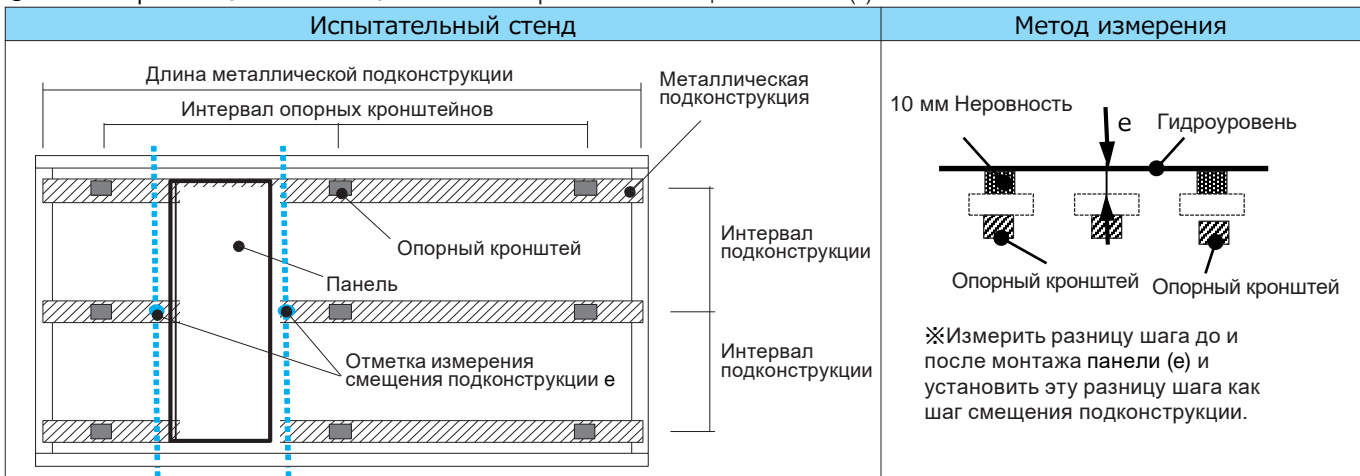 Испытательный стенд
Метод измерения
Длина металлической подконструкции
Интервал опорных кронштейнов
Металлическая
подконструкция
Опорный кронштей
Панель
Отметка измерения
смещения подконструкции е
Интервал
подконструкции
Интервал
подконструкции
10 мм Неровность
e
Гидроуровень
Опорный кронштей
Опорный кронштей
※Измерить разницу шага до и
после монтажа панели (е) и
установить эту разницу шага как
шаг смещения подконструкции.